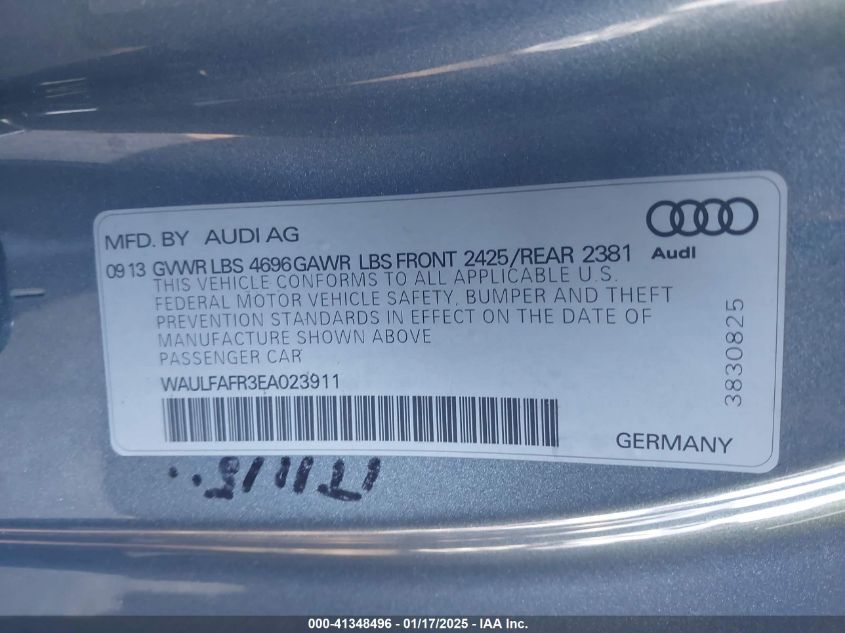 MFD. BY AUDI AG
Audi
09 13 GVWR LBS 4696 GAWR LBS FRONT 2425/REAR 2381
THIS VEHICLE CONFORMS TO ALL APPLICABLE U.S.
FEDERAL MOTOR VEHICLE SAFETY, BUMPER AND THEFT
PREVENTION STANDARDS IN EFFECT ON THE DATE OF
MANUFACTURE SHOWN ABOVE
PASSENGER CAR
WAULFAFR3EA023911
3830825
GERMANY
000-41348496 - 01/17/2025 - IAA Inc.